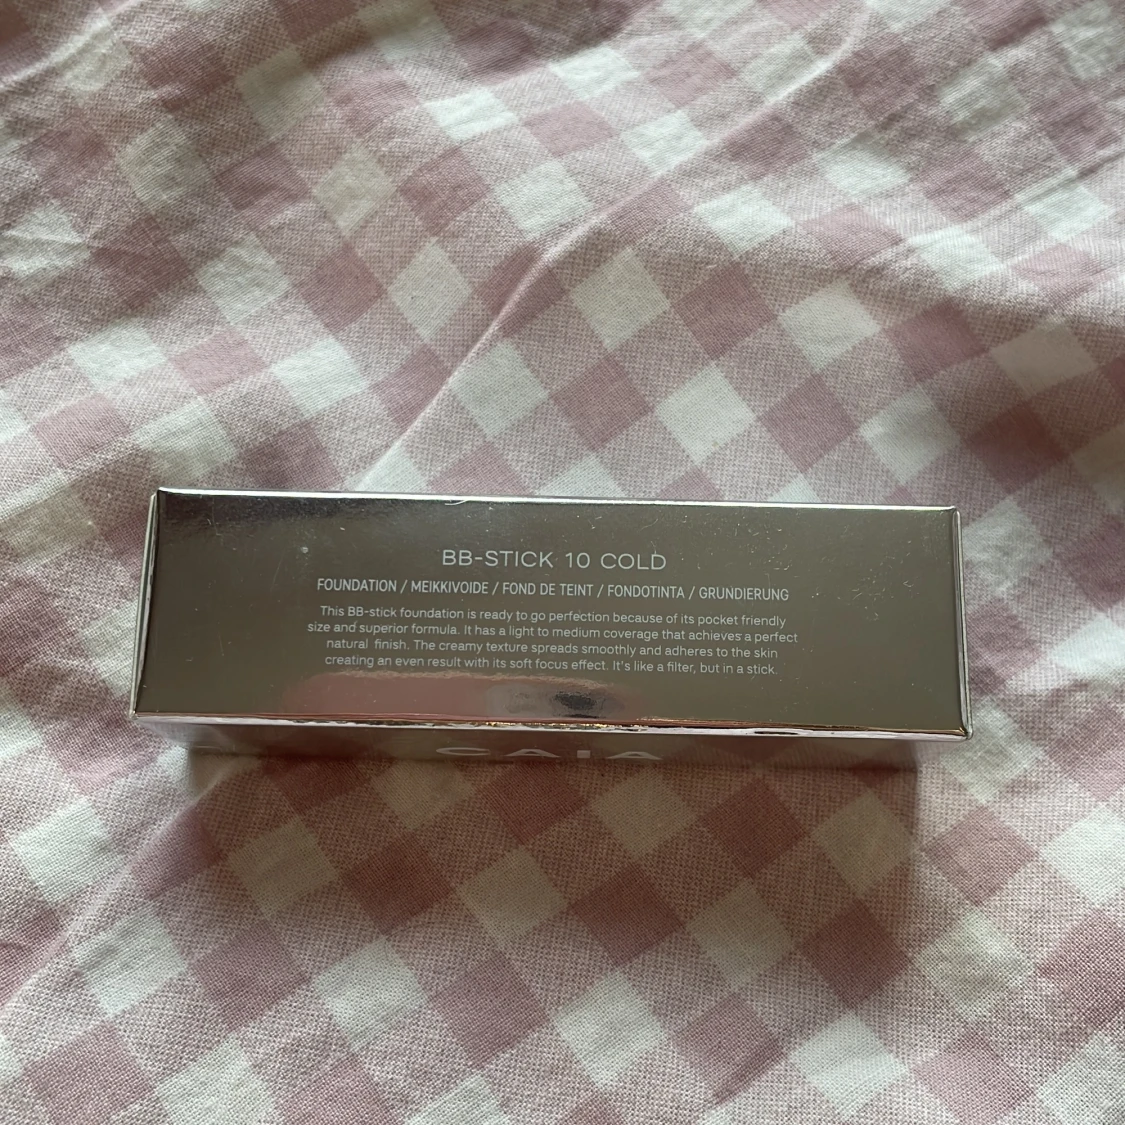 BB-STICK 10 COLD
FOUNDATION / MEIKKIVOIDE / FOND DE TEINT / FONDOTINTA / GRUNDIERUNG
This BB-stick foundation is ready to go perfection because of its pocket friendly
size and superior formula. It has a light to medium coverage that achieves a perfect
natural finish. The creamy texture spreads smoothly and adheres to the skin
creating an even result with its soft focus effect. It's like a filter, but in a stick.
CAIA